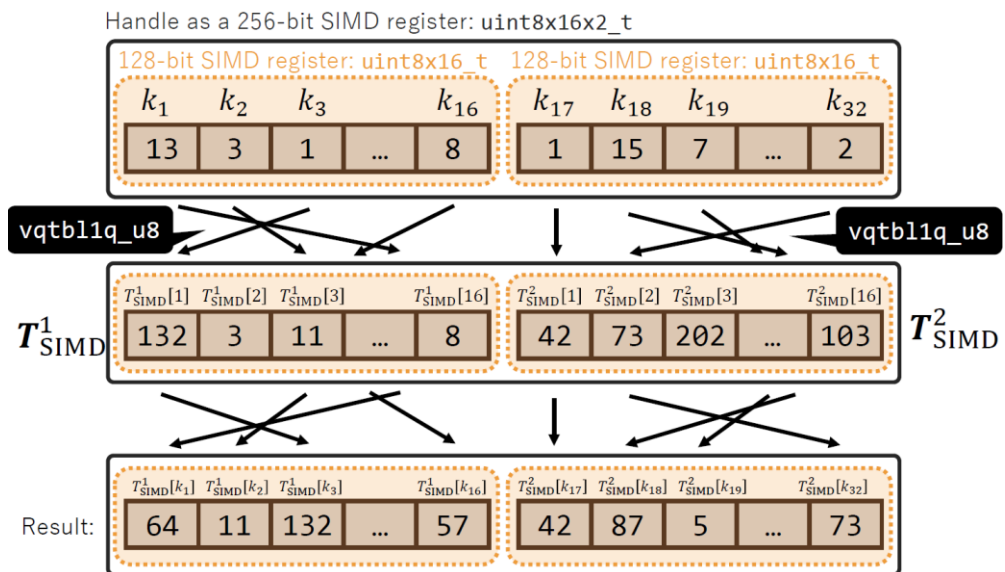 Handle as a 256-bit SIMD register: uint8x16x2_t
128-bit SIMD register: uint8x16_t 128-bit SIMD register: uint8x16_t
k₁ k₂ k₃ k₁₆ k₁₇ k₁₈ k₁₉ k₃₂
13 3 1 ... 8 1 15 7 ... 2
vqtbl1q_u8 vqtbl1q_u8
T¹SIMD[1] T¹SIMD[2] T¹SIMD[3] T¹SIMD[16] T²SIMD[1] T²SIMD[2] T²SIMD[3] T²SIMD[16]
T¹SIMD 132 3 11 ... 8 42 73 202 ... 103 T²SIMD
T¹SIMD[k₁] T¹SIMD[k₂] T¹SIMD[k₃] T¹SIMD[k₁₆] T²SIMD[k₁₇] T²SIMD[k₁₈] T²SIMD[k₁₉] T²SIMD[k₃₂]
Result: 64 11 132 ... 57 42 87 5 ... 73